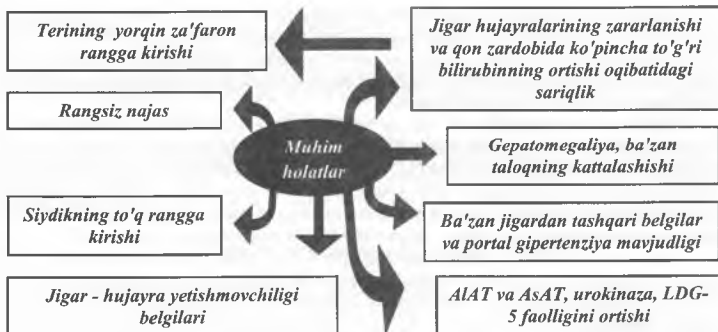 Terining yorqin za'faron
rangga kirishi
Jigar hujayralarining zararlanishi
va qon zardobida ko'pincha to'g'ri
bilirubinning ortishi oqibatidagi
sariqlik
Rangsiz najas
Muhim
holatlar
Gepatomegaliya, ba'zan
taloqning kattalashishi
Siydikning to'q rangga
kirishi
Ba'zan jigardan tashqari belgilar
va portal gipertenziya mavjudligi
Jigar - hujayra yetishmovchiligi
belgilari
AlAT va AsAT, urokinaza, LDG-
5 faolligini ortishi